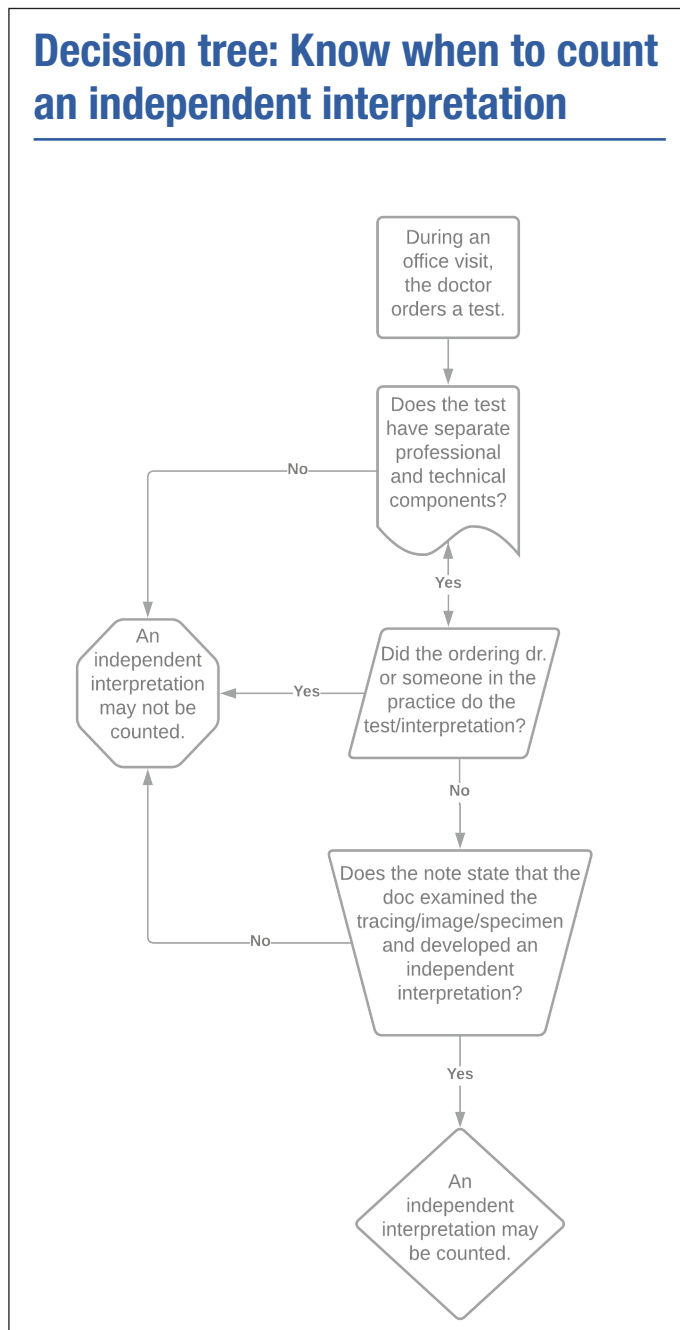 Decision tree: Know when to count
an independent interpretation
During an
office visit,
the doctor
orders a test.
Does the test
have separate
professional
and technical
components?
No
Yes
An
independent
interpretation
may not be
counted.
Yes
Did the ordering dr.
or someone in the
practice do the
test/interpretation?
No
Does the note state that the
doc examined the
tracing/image/specimen
and developed an
independent
interpretation?
No
Yes
An
independent
interpretation may
be counted.